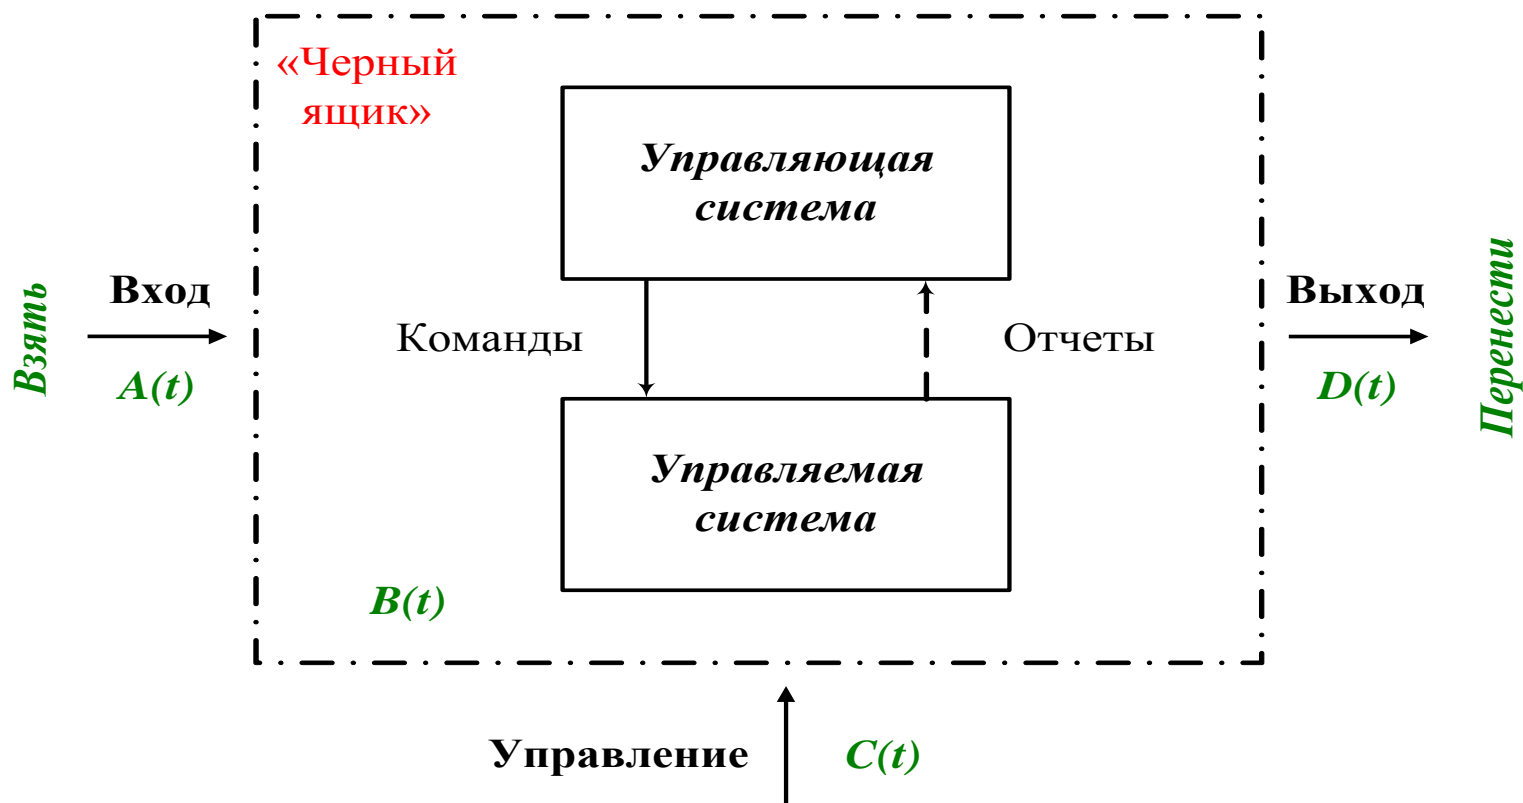 «Черный
ящик»
Управляющая
система
Взять
Вход
A(t)
Команды
Отчеты
Выход
D(t)
Перенести
Управляемая
система
B(t)
Управление
C(t)